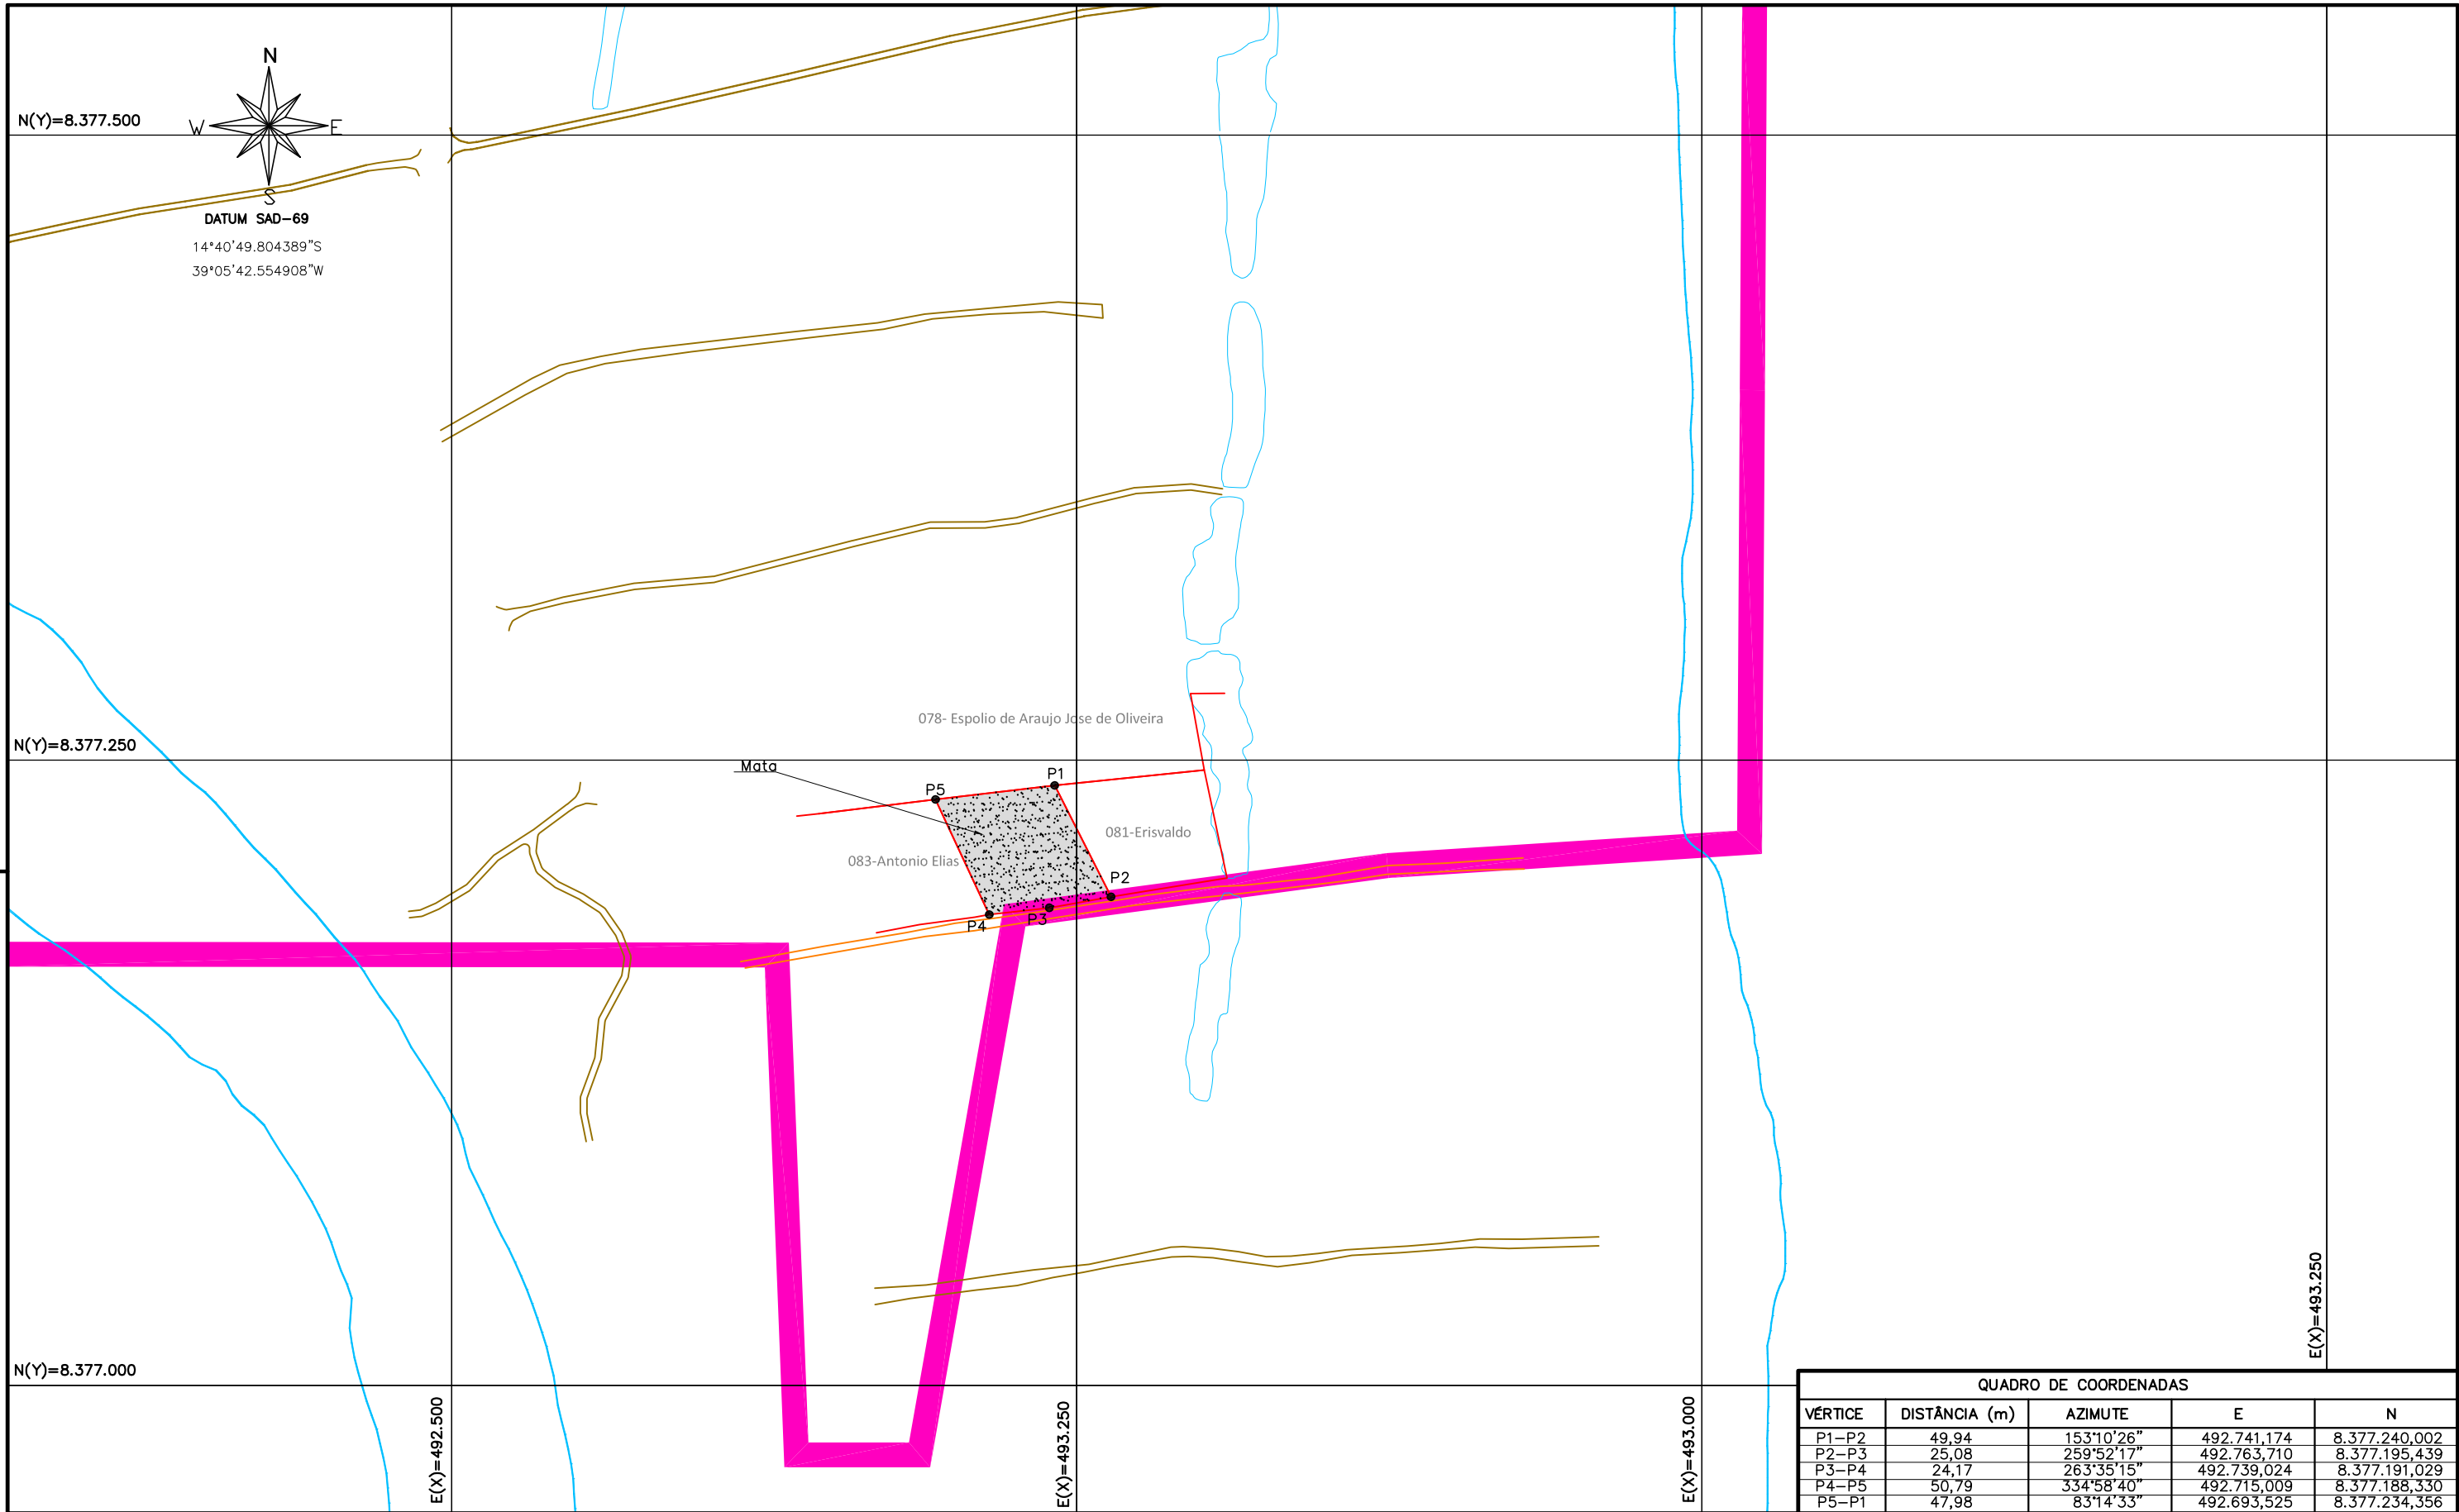 N
N(Y)=8.377.500
W
E
S
DATUM SAD-69
14°40'49.804389"S
39°05'42.554908"W
078- Espolio de Araujo Jose de Oliveira
N(Y)=8.377.250
Mata
P1
P5
081-Erisvaldo
083-Antonio Elias
P2
P3
P4
N(Y)=8.377.000
E(X)=492.500
E(X)=493.250
E(X)=493.000
E(X)=493.250
QUADRO DE COORDENADAS
VÉRTICE DISTÂNCIA (m) AZIMUTE E N
P1-P2 49,94 153°10'26" 492.741,174 8.377.240,002
P2-P3 25,08 259°52'17" 492.763,710 8.377.195,439
P3-P4 24,17 263°35'15" 492.739,024 8.377.191,029
P4-P5 50,79 334°58'40" 492.715,009 8.377.188,330
P5-P1 47,98 83°14'33" 492.693,525 8.377.234,356